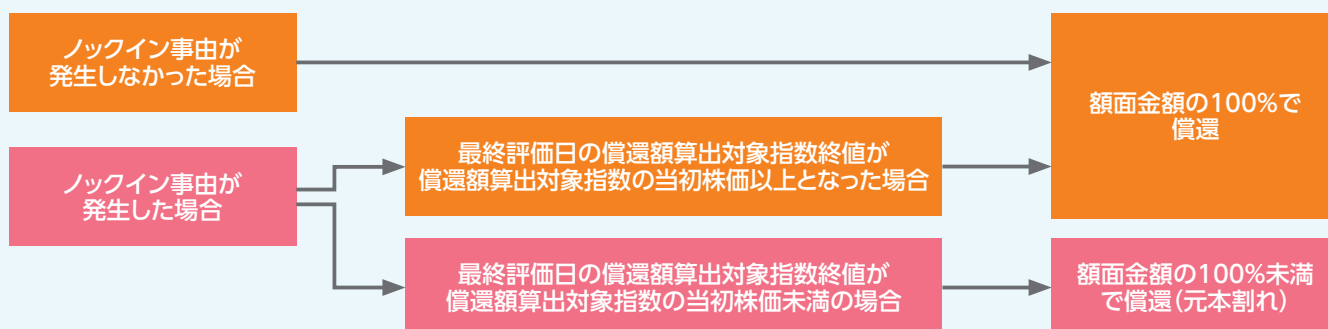 ノックイン事由が
発生しなかった場合
額面金額の100%で
償還
最終評価日の償還額算出対象指数終値が
償還額算出対象指数の当初株価以上となった場合
ノックイン事由が
発生した場合
最終評価日の償還額算出対象指数終値が
償還額算出対象指数の当初株価未満の場合
額面金額の100%未満
で償還(元本割れ)